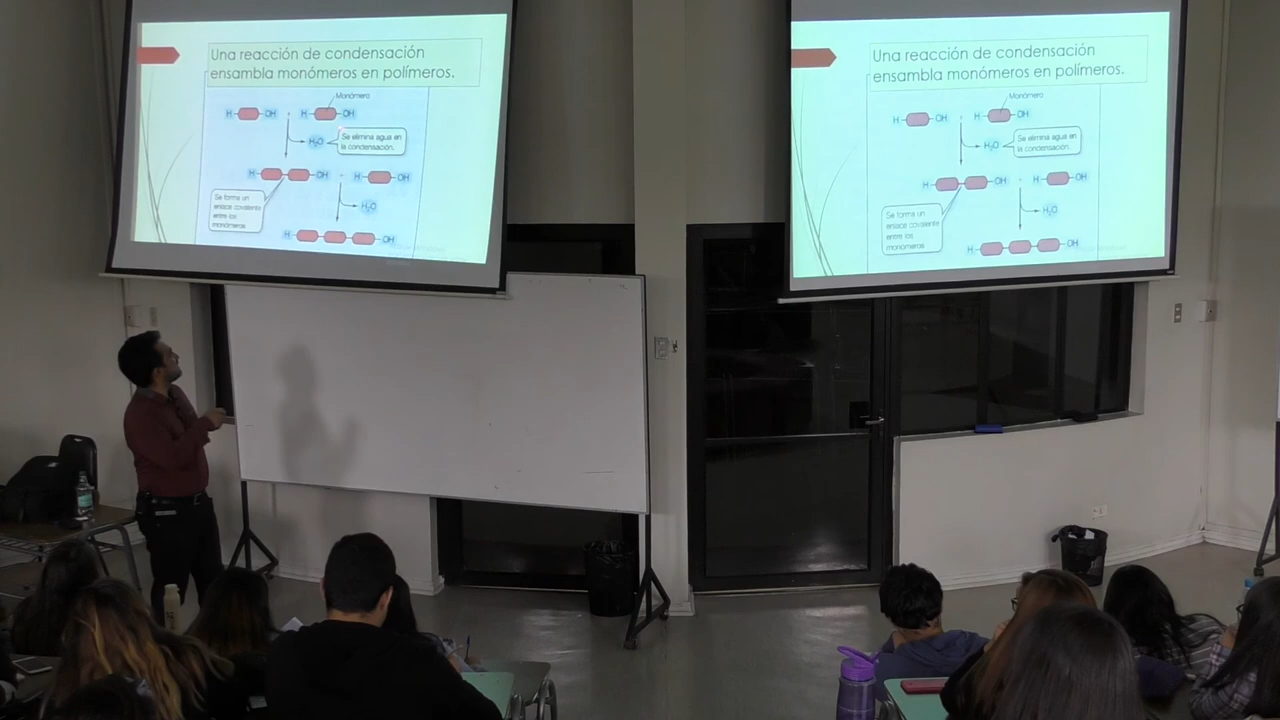 Una reacción de condensación
ensambla monómeros en polímeros.
Monómero
H OH + H OH
H₂O
Se elimina agua en
la condensación.
H OH + H OH
Se forma un
enlace covalente
entre los
monómeros
H₂O
H OH
Una reacción de condensación
ensambla monómeros en polímeros.
Monómero
H OH + H OH
H₂O
Se elimina agua en
la condensación.
H OH + H OH
Se forma un
enlace covalente
entre los
monómeros
H₂O
H OH